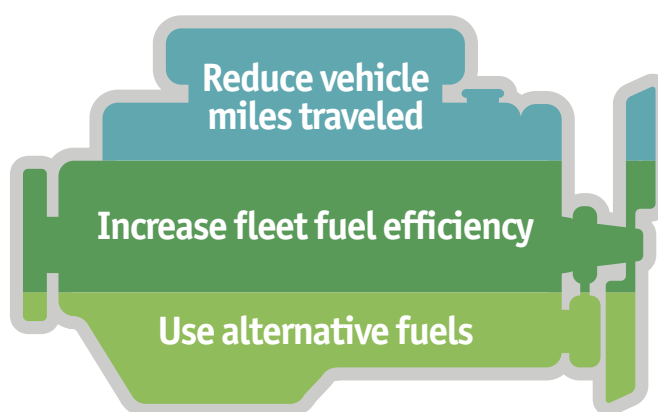 Reduce vehicle
miles traveled
Increase fleet fuel efficiency
Use alternative fuels